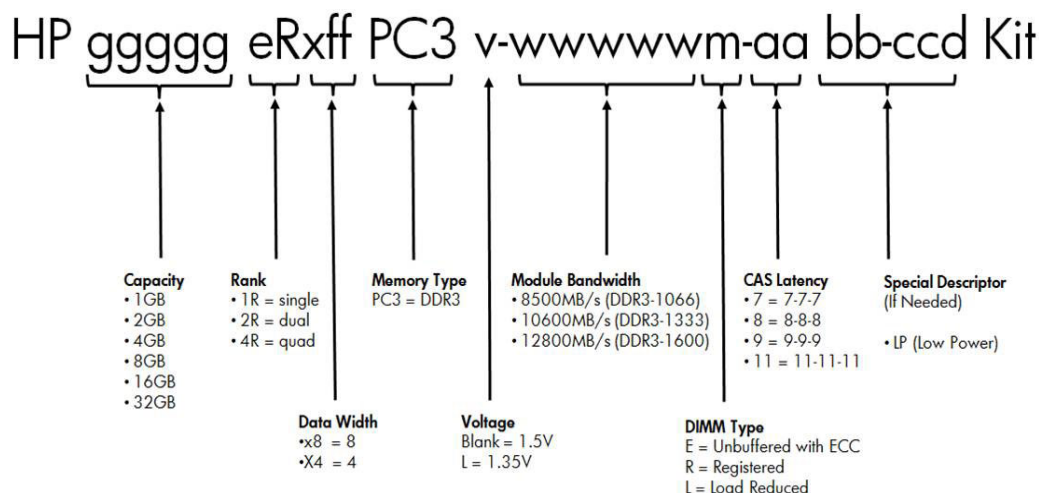 HP ggggg eRxff PC3 v-wwwwwm-aa bb-ccd Kit
Capacity
• 1GB
• 2GB
• 4GB
• 8GB
• 16GB
• 32GB
Rank
• 1R = single
• 2R = dual
• 4R = quad
Memory Type
PC3 = DDR3
Module Bandwidth
• 8500MB/s (DDR3-1066)
• 10600MB/s (DDR3-1333)
• 12800MB/s (DDR3-1600)
CAS Latency
• 7 = 7-7-7
• 8 = 8-8-8
• 9 = 9-9-9
• 11 = 11-11-11
Special Descriptor
(If Needed)
• LP (Low Power)
Data Width
•x8 = 8
•X4 = 4
Voltage
Blank = 1.5V
L = 1.35V
DIMM Type
E = Unbuffered with ECC
R = Registered
L = Load Reduced